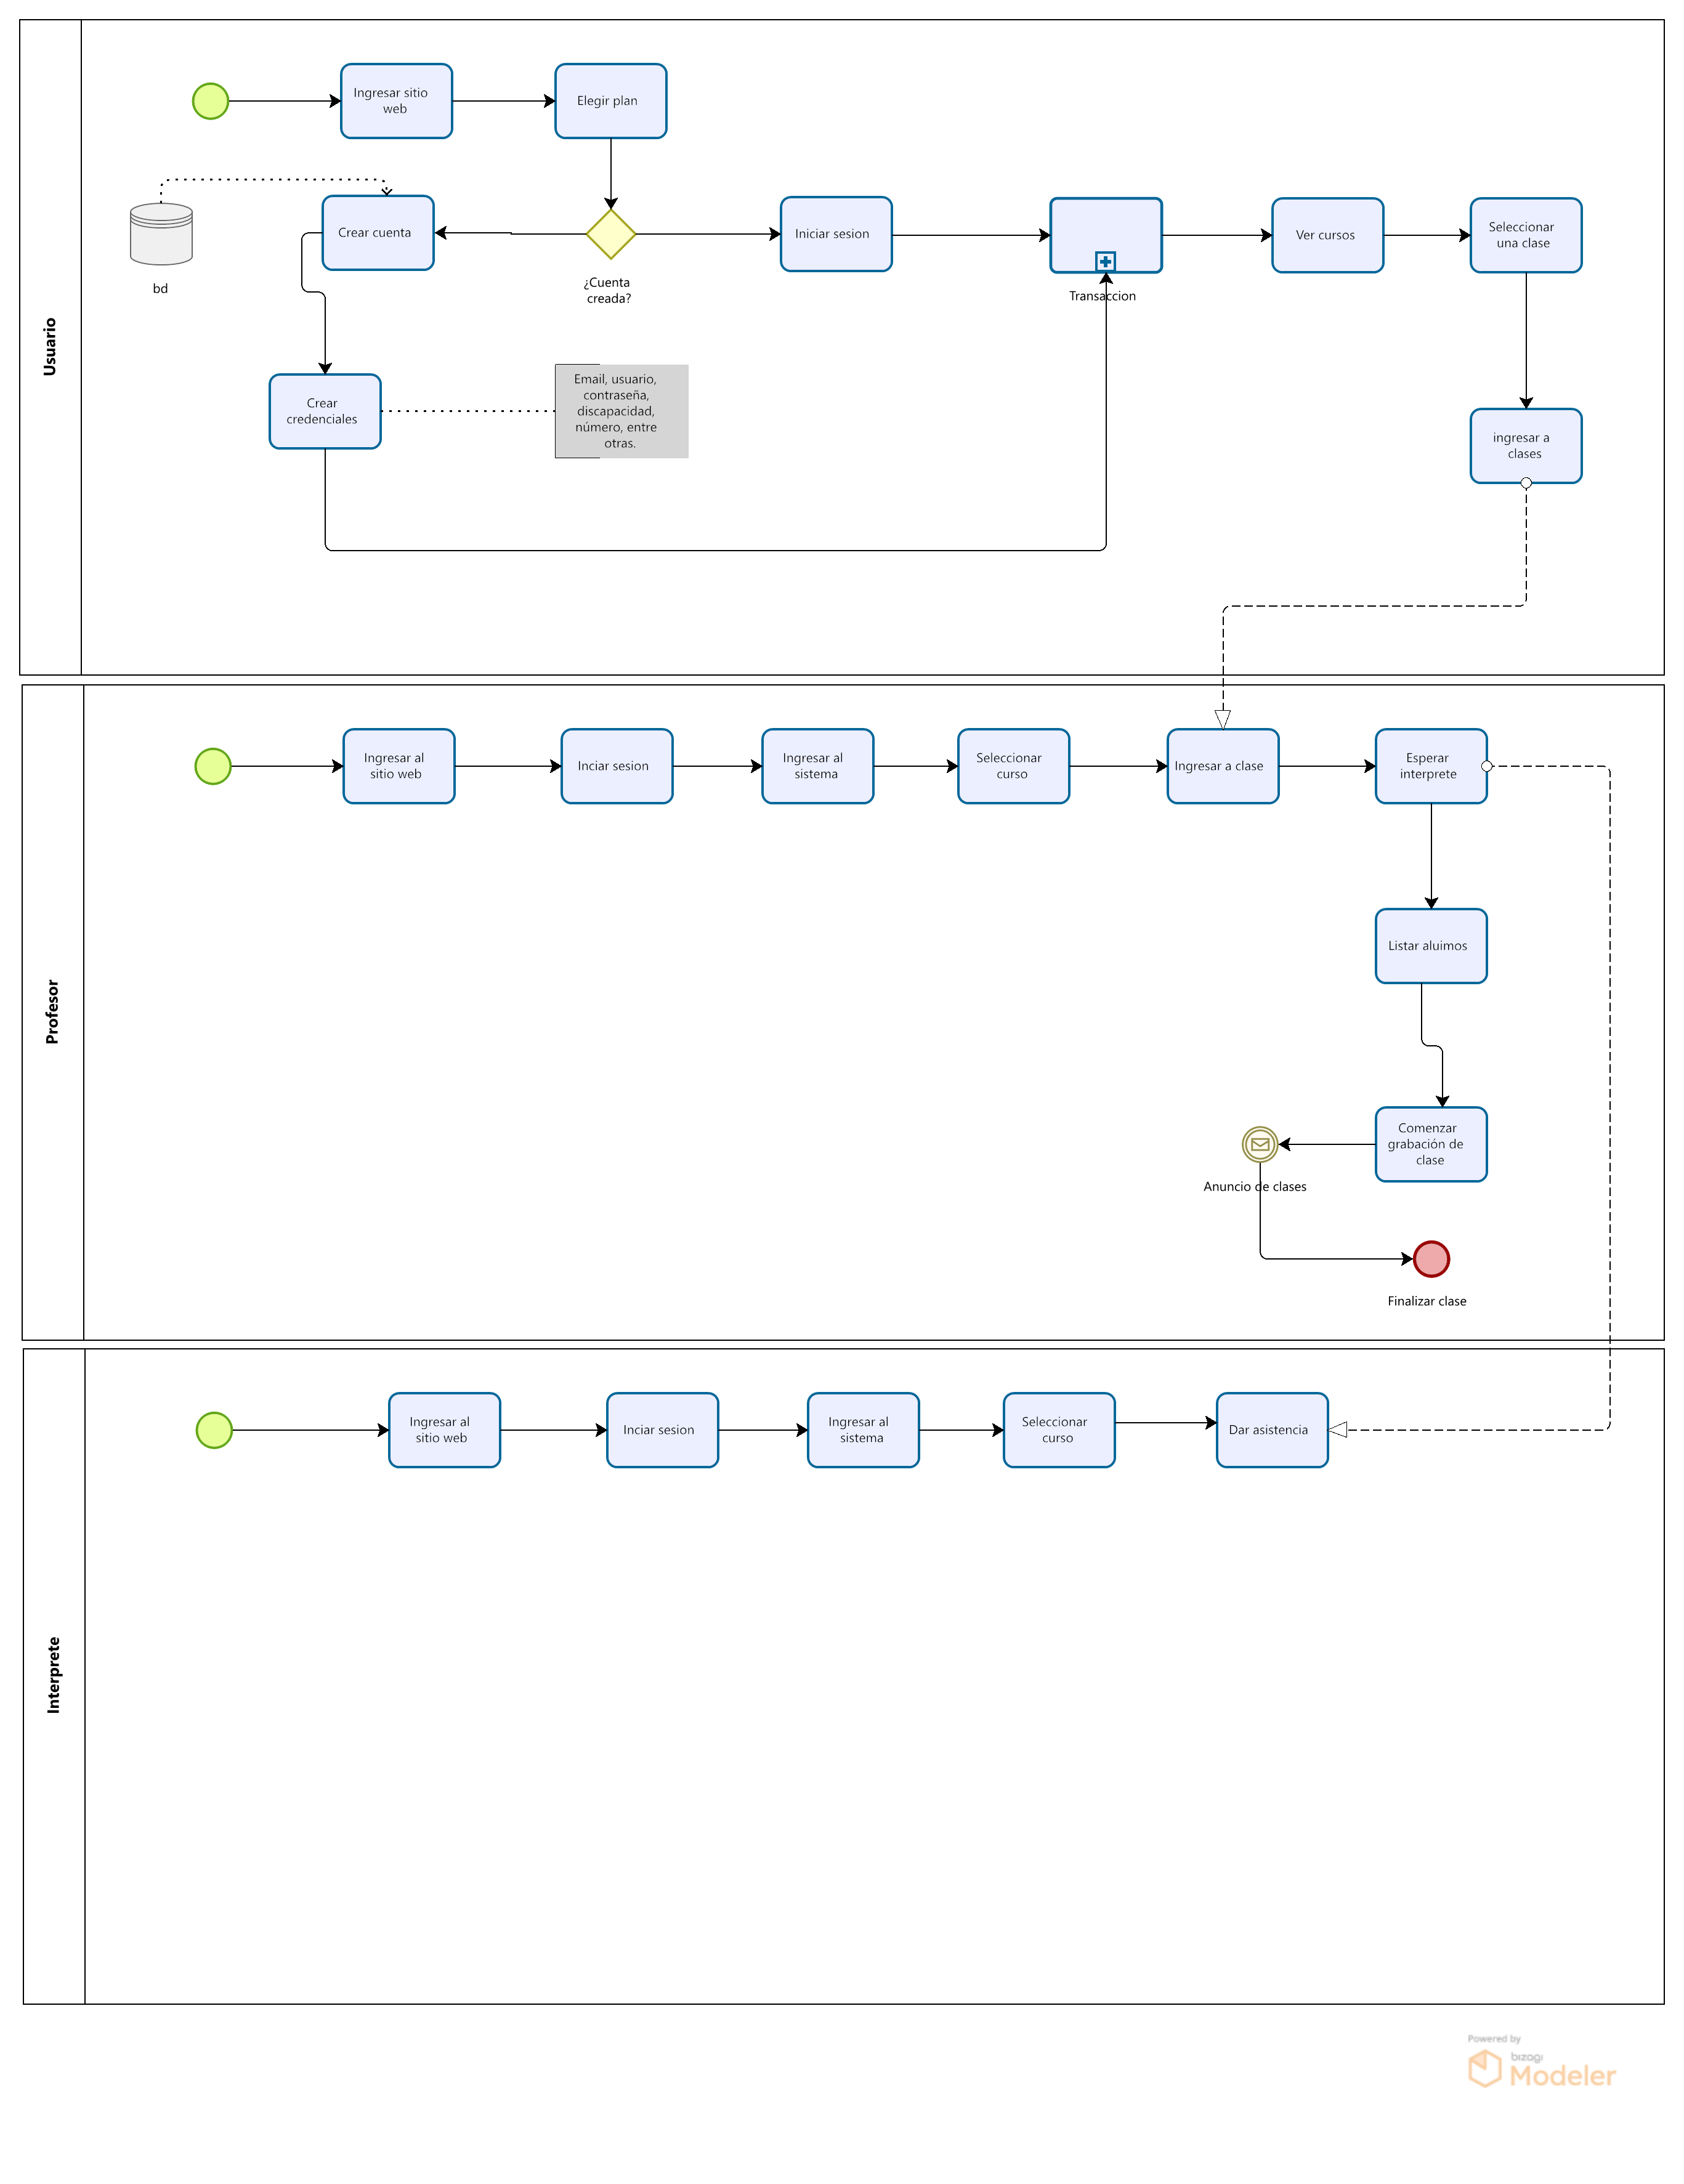 Usuario
Ingresar sitio
web
Elegir plan
bd
Crear cuenta
¿Cuenta
creada?
Iniciar sesion
Transaccion
Ver cursos
Seleccionar
una clase
Crear
credenciales
Email, usuario,
contraseña,
discapacidad,
número, entre
otras.
ingresar a
clases
Profesor
Ingresar al
sitio web
Inciar sesion
Ingresar al
sistema
Seleccionar
curso
Ingresar a clase
Esperar
interprete
Listar aluimos
Comenzar
grabación de
clase
Anuncio de clases
Finalizar clase
Interprete
Ingresar al
sitio web
Inciar sesion
Ingresar al
sistema
Seleccionar
curso
Dar asistencia
Powered by
bizagi
Modeler